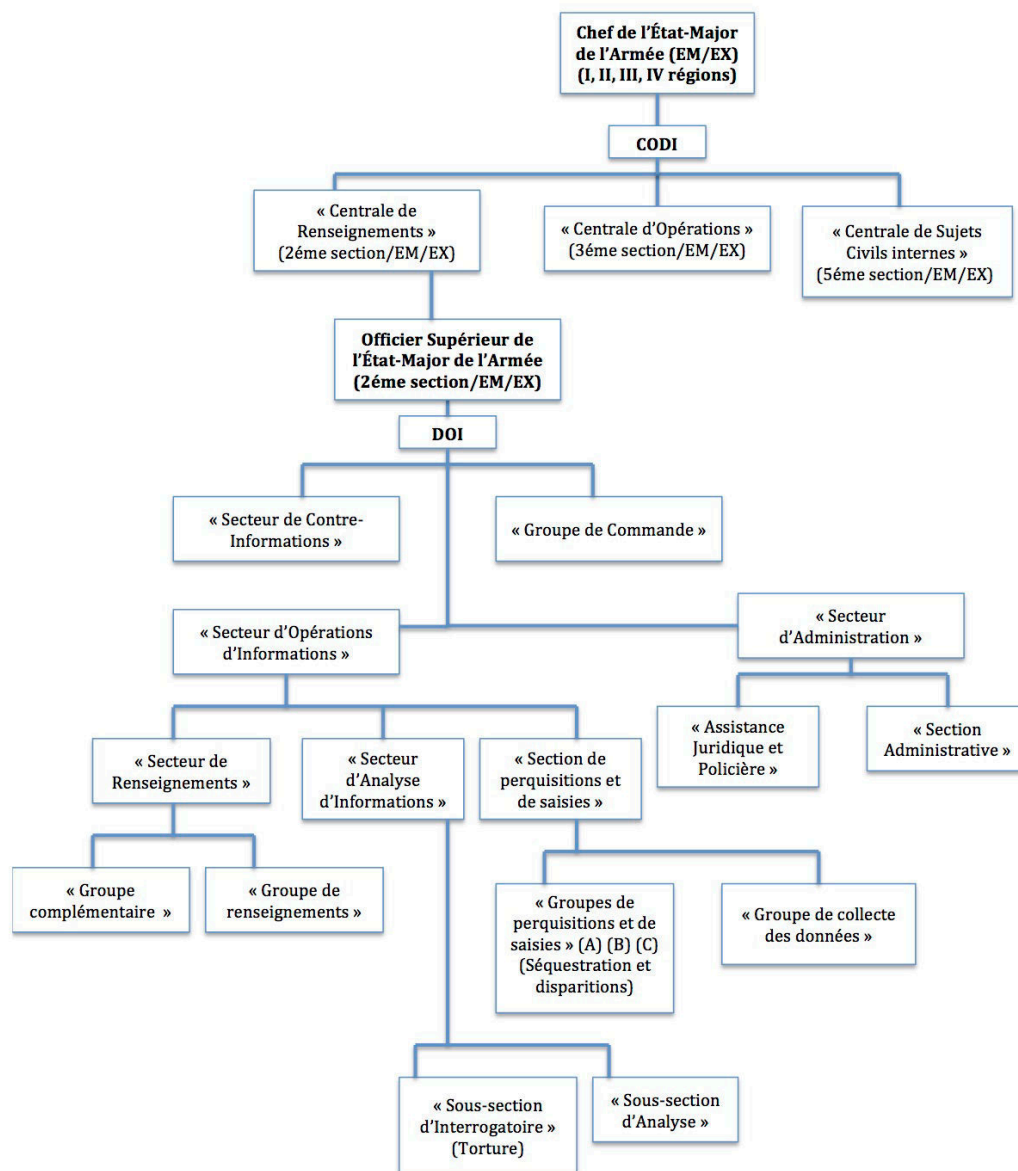 Chef de l’État-Major
de l’Armée (EM/EX)
(I, II, III, IV régions)
CODI
« Centrale de
Renseignements »
(2éme section/EM/EX)
« Centrale d’Opérations »
(3éme section/EM/EX)
« Centrale de Sujets
Civils internes »
(5éme section/EM/EX)
Officier Supérieur de
l’État-Major de l’Armée
(2éme section/EM/EX)
DOI
« Secteur de Contre-
Informations »
« Groupe de Commande »
« Secteur d’Opérations
d’Informations »
« Secteur
d’Administration »
« Assistance
Juridique et
Policière »
« Section
Administrative »
« Secteur de
Renseignements »
« Secteur
d’Analyse
d’Informations »
« Section de
perquisitions et
de saisies »
« Groupe
complémentaire »
« Groupe de
renseignements »
« Groupes de
perquisitions et de
saisies » (A) (B) (C)
(Séquestration et
disparitions)
« Groupe de collecte
des données »
« Sous-section
d’Interrogatoire »
(Torture)
« Sous-section
d’Analyse »